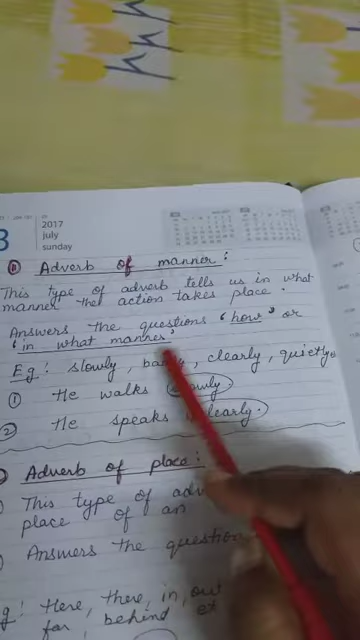 2017
july
sunday
3
Adverb of manner :
This type of adverb tells us in what
manner the action takes place.
Answers the questions 'how' or
'in what manner'
Eg : slowly, badly, clearly, quietly.
① He walks slowly
② He speaks clearly.
Adverb of place :
This type of
place of an
Answers the question
Here, there, in, out
far behind